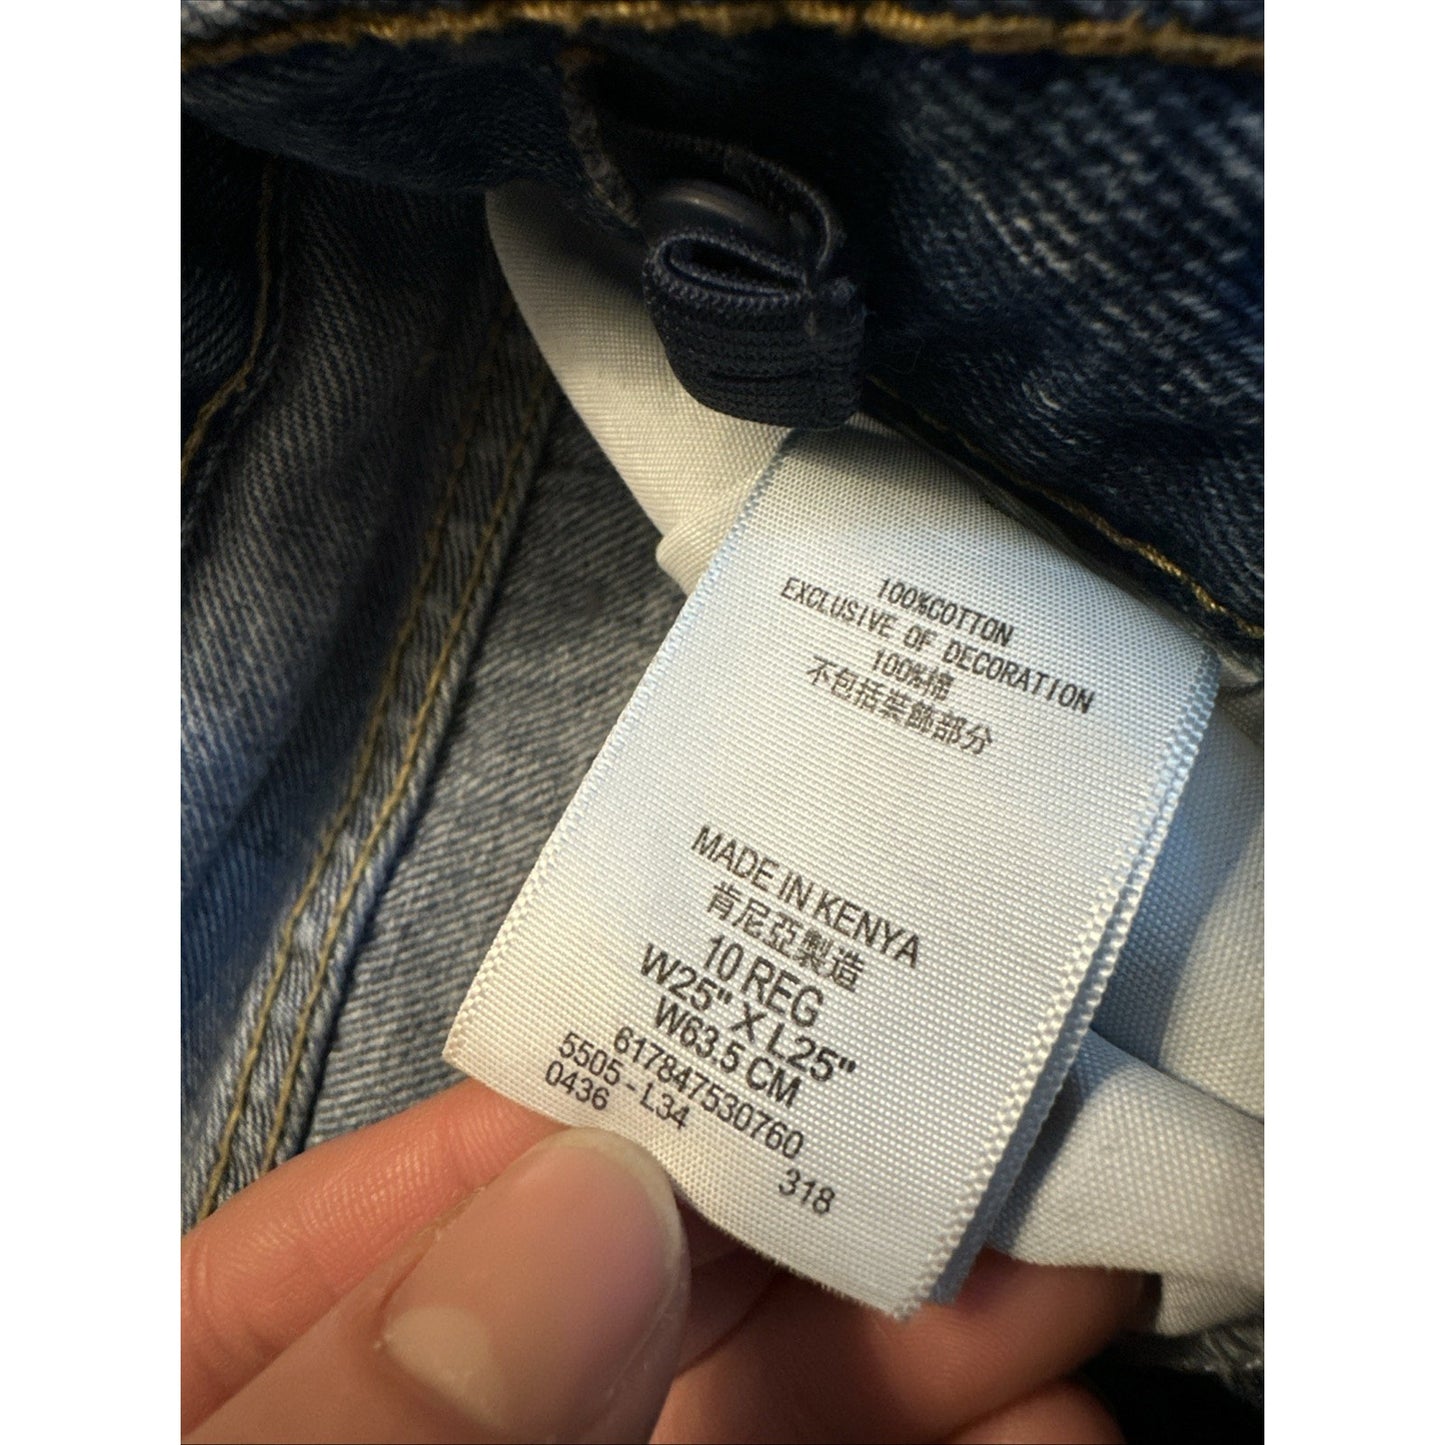 100%COTTON
EXCLUSIVE OF DECORATION
100%棉
不包括装飾部分
MADE IN KENYA
肯尼亞製造
10 REG
W25" X L25"
W63.5 CM
617847530760
5505 - L34
0436
318